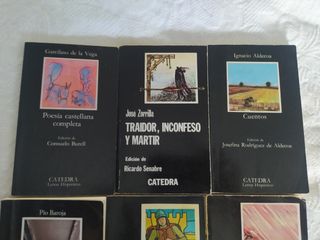 Garcilaso de la Vega
Poesía castellana
completa
Edición de
Consuelo Burell
CATEDRA
Letras Hispánicas
José Zorrilla
TRAIDOR, INCONFESO
Y MARTIR
Edición de
Ricardo Senabre
CATEDRA
Ignacio Aldecoa
Cuentos
Edición de
Josefina Rodríguez de Aldecoa
CATEDRA
Letras Hispánicas
Pío Baroja